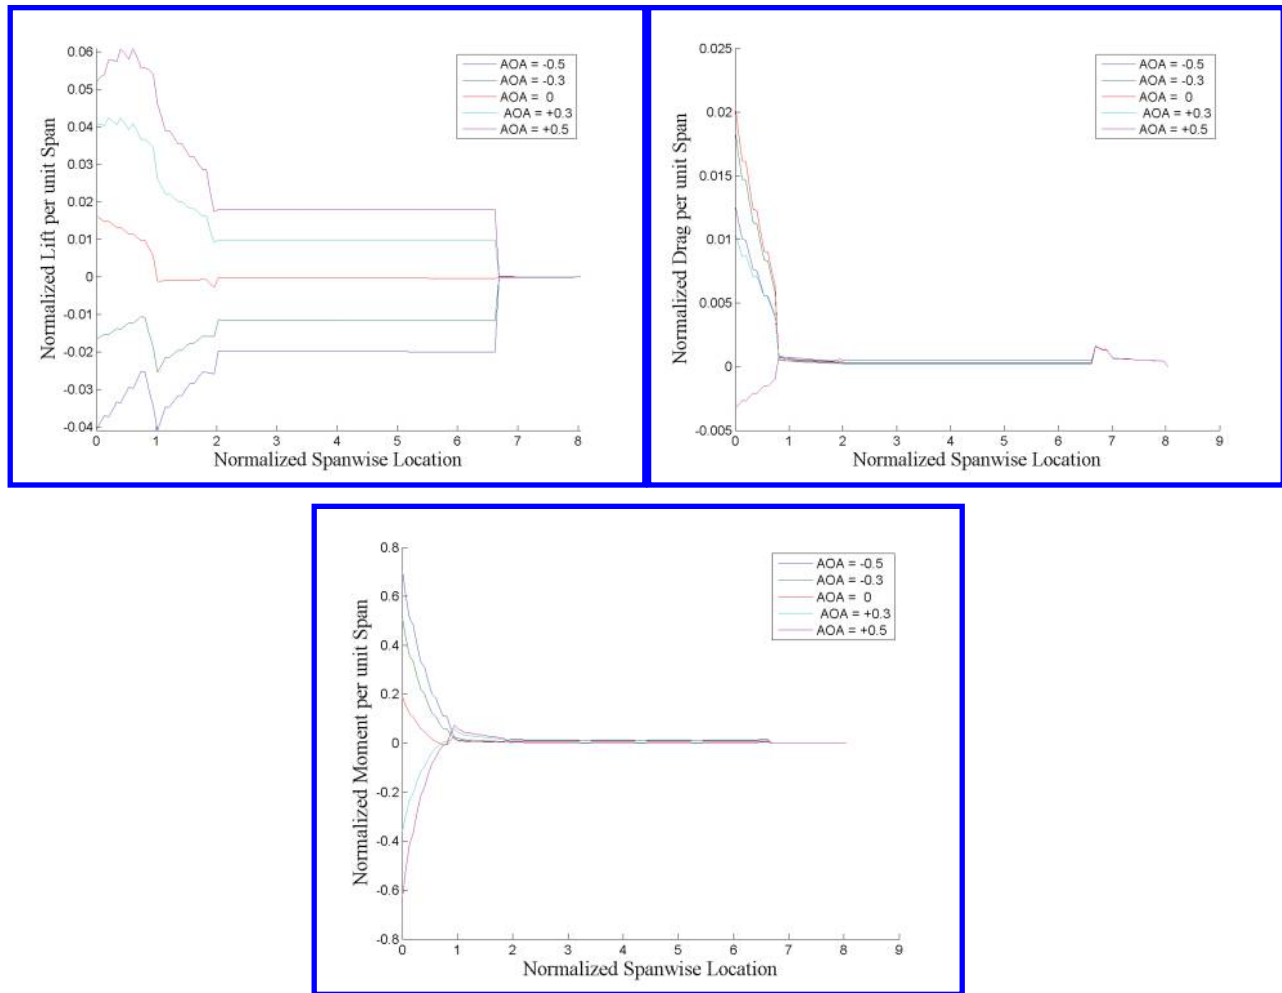 0.06
0.05
0.04
0.03
0.02
0.01
0
-0.01
-0.02
-0.03
-0.04
0 1 2 3 4 5 6 7 8
Normalized Lift per unit Span
Normalized Spanwise Location
AOA = -0.5
AOA = -0.3
AOA = 0
AOA = +0.3
AOA = +0.5
0.025
0.02
0.015
0.01
0.005
0
-0.005
0 1 2 3 4 5 6 7 8 9
Normalized Drag per unit Span
Normalized Spanwise Location
AOA = -0.5
AOA = -0.3
AOA = 0
AOA = +0.3
AOA = +0.5
0.8
0.6
0.4
0.2
0
-0.2
-0.4
-0.6
-0.8
0 1 2 3 4 5 6 7 8 9
Normalized Moment per unit Span
Normalized Spanwise Location
AOA = -0.5
AOA = -0.3
AOA = 0
AOA = +0.3
AOA = +0.5